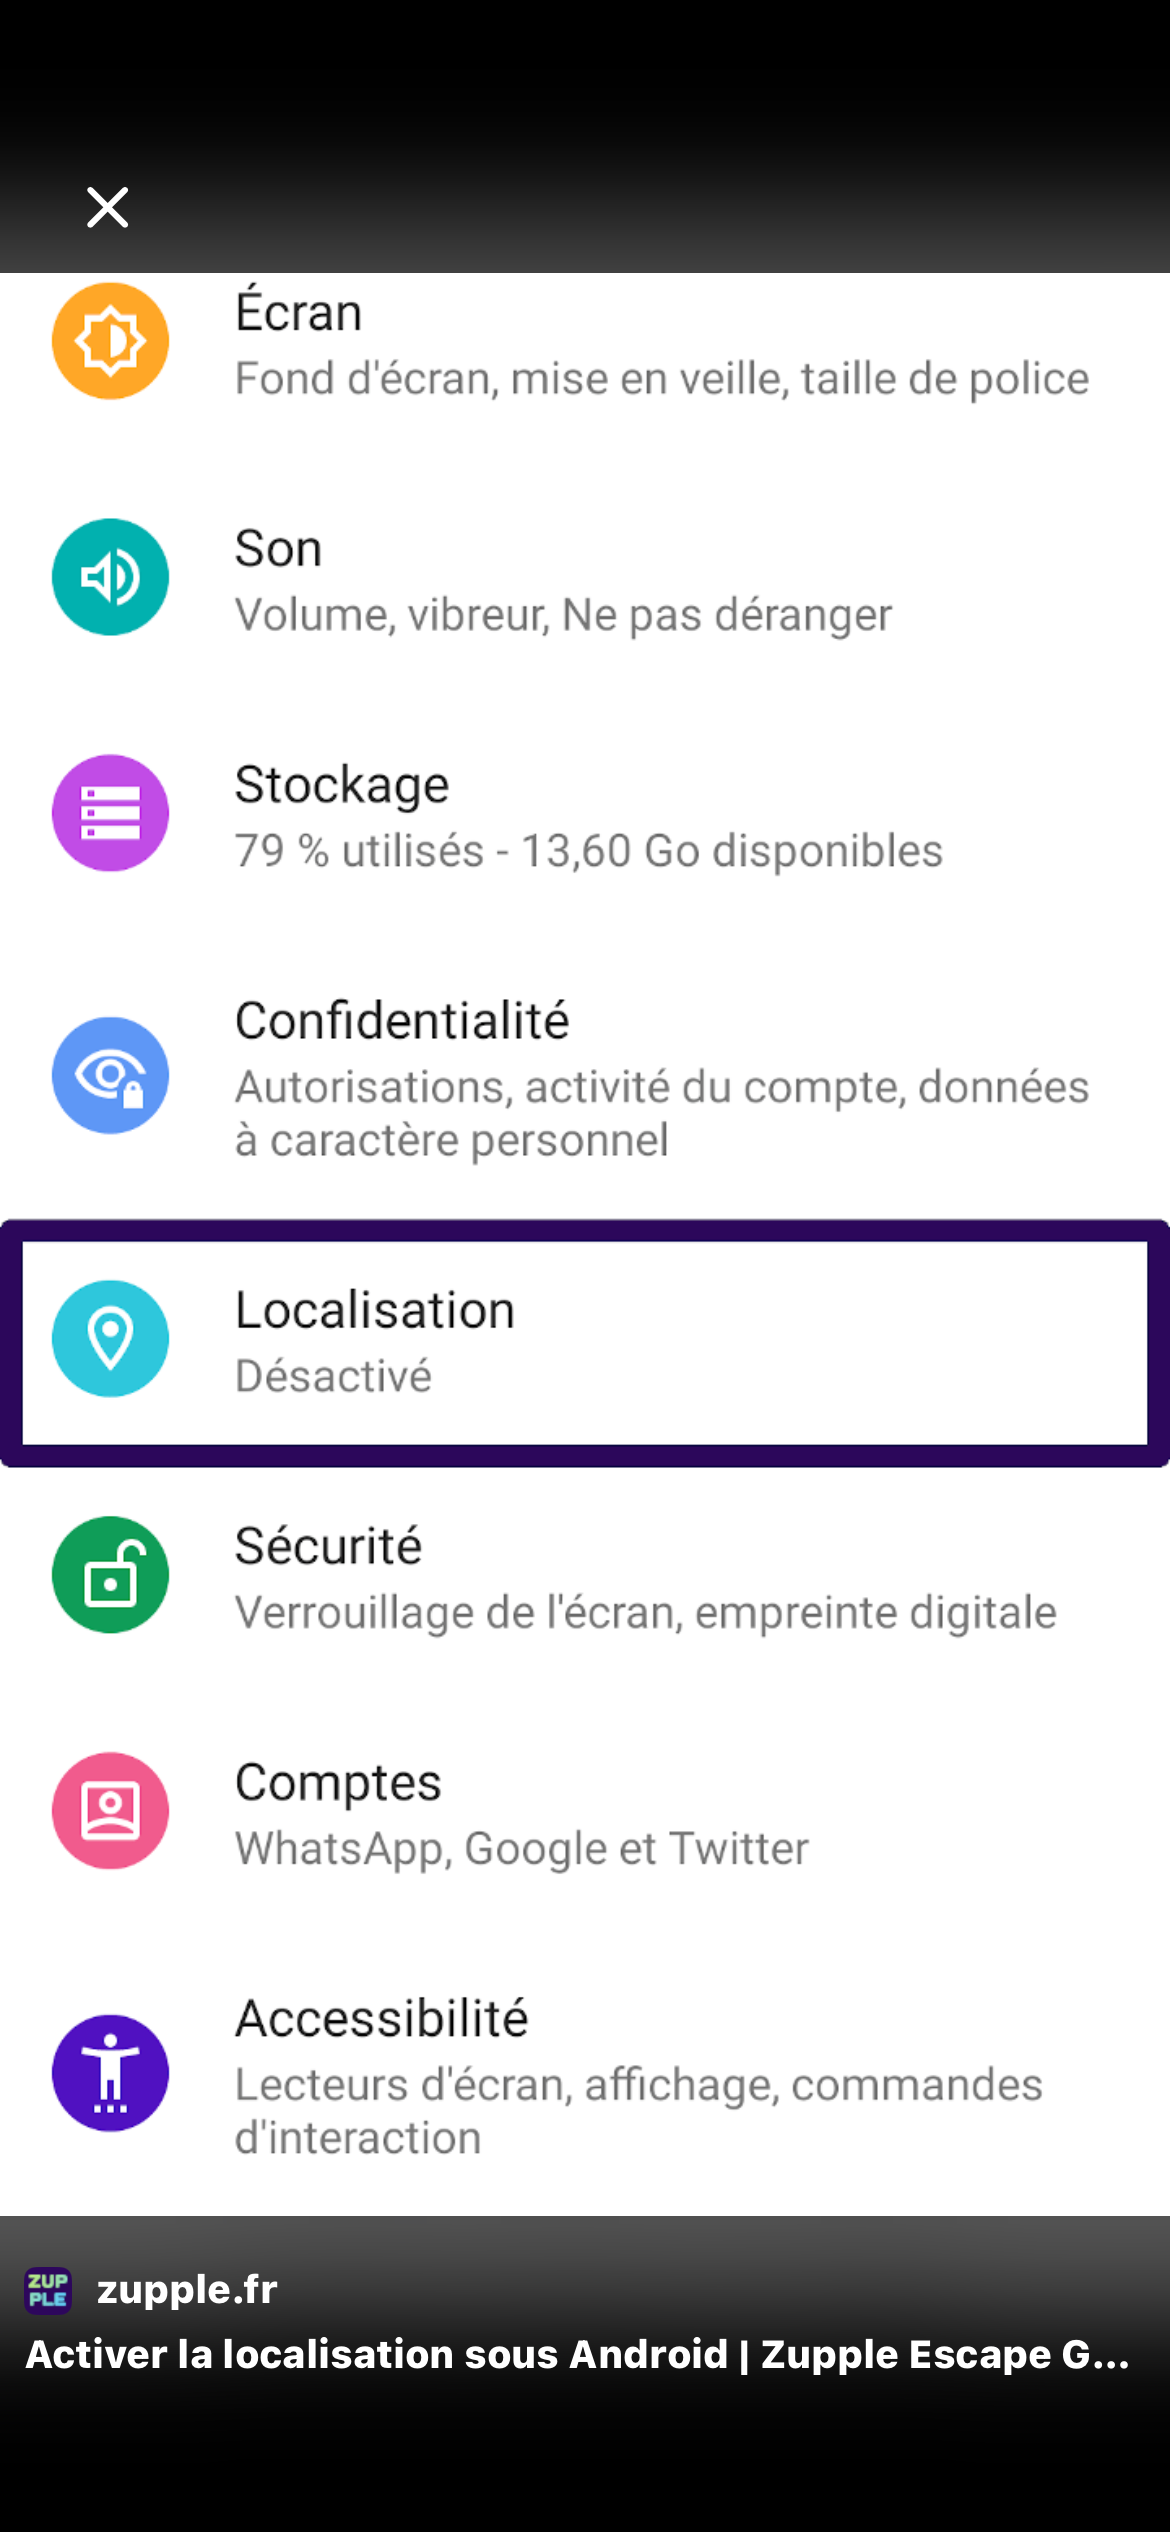 Écran
Fond d'écran, mise en veille, taille de police
Son
Volume, vibreur, Ne pas déranger
Stockage
79 % utilisés - 13,60 Go disponibles
Confidentialité
Autorisations, activité du compte, données
à caractère personnel
Localisation
Désactivé
Sécurité
Verrouillage de l'écran, empreinte digitale
Comptes
WhatsApp, Google et Twitter
Accessibilité
Lecteurs d'écran, affichage, commandes
d'interaction
ZUP
PLE
zupple.fr
Activer la localisation sous Android | Zupple Escape G...